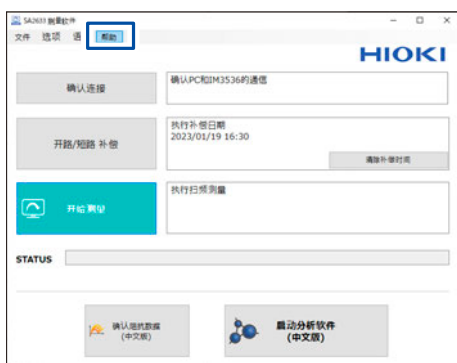 SA2633 测量软件
文件 选项 语 帮助
HIOKI
确认连接
确认PC和IM3536的通信
开路/短路 补偿
执行补偿日期
2023/01/19 16:30
清除补偿时间
开始测量
执行扫频测量
STATUS
确认阻抗数据
(中文版)
启动分析软件
(中文版)